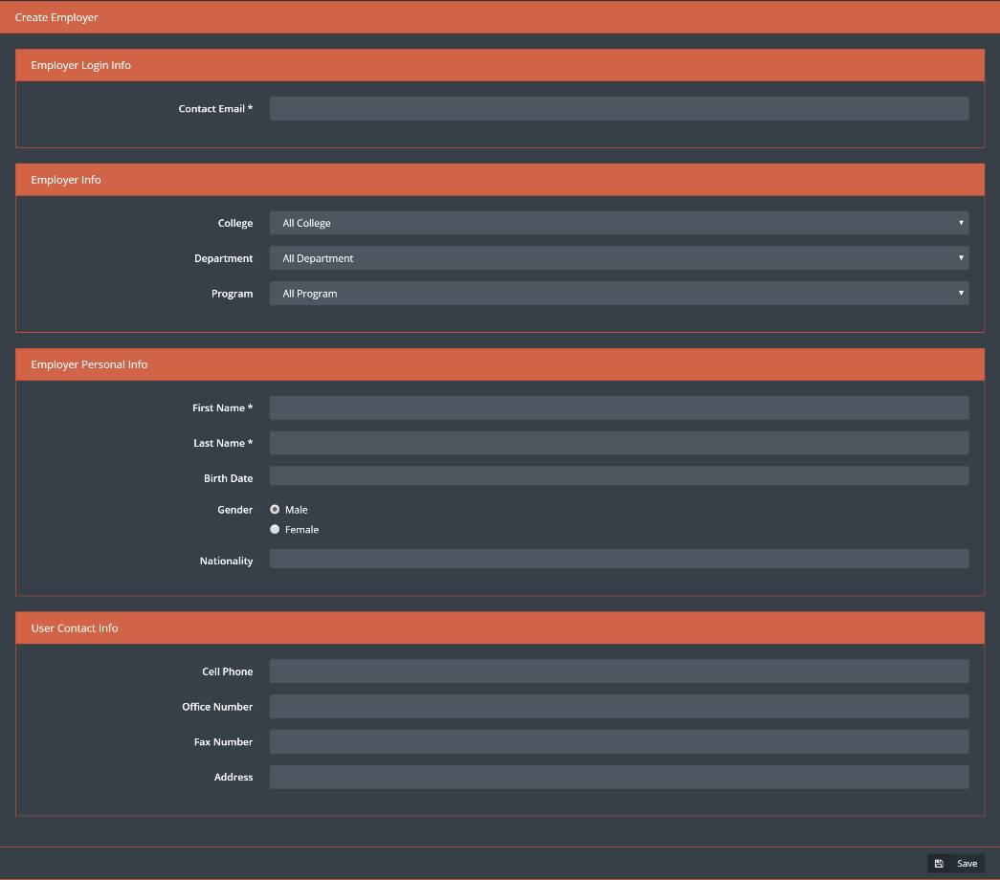 Create Employer
Employer Login Info
Contact Email *
Employer Info
College All College
Department All Department
Program All Program
Employer Personal Info
First Name *
Last Name *
Birth Date
Gender Male
Female
Nationality
User Contact Info
Cell Phone
Office Number
Fax Number
Address
Save